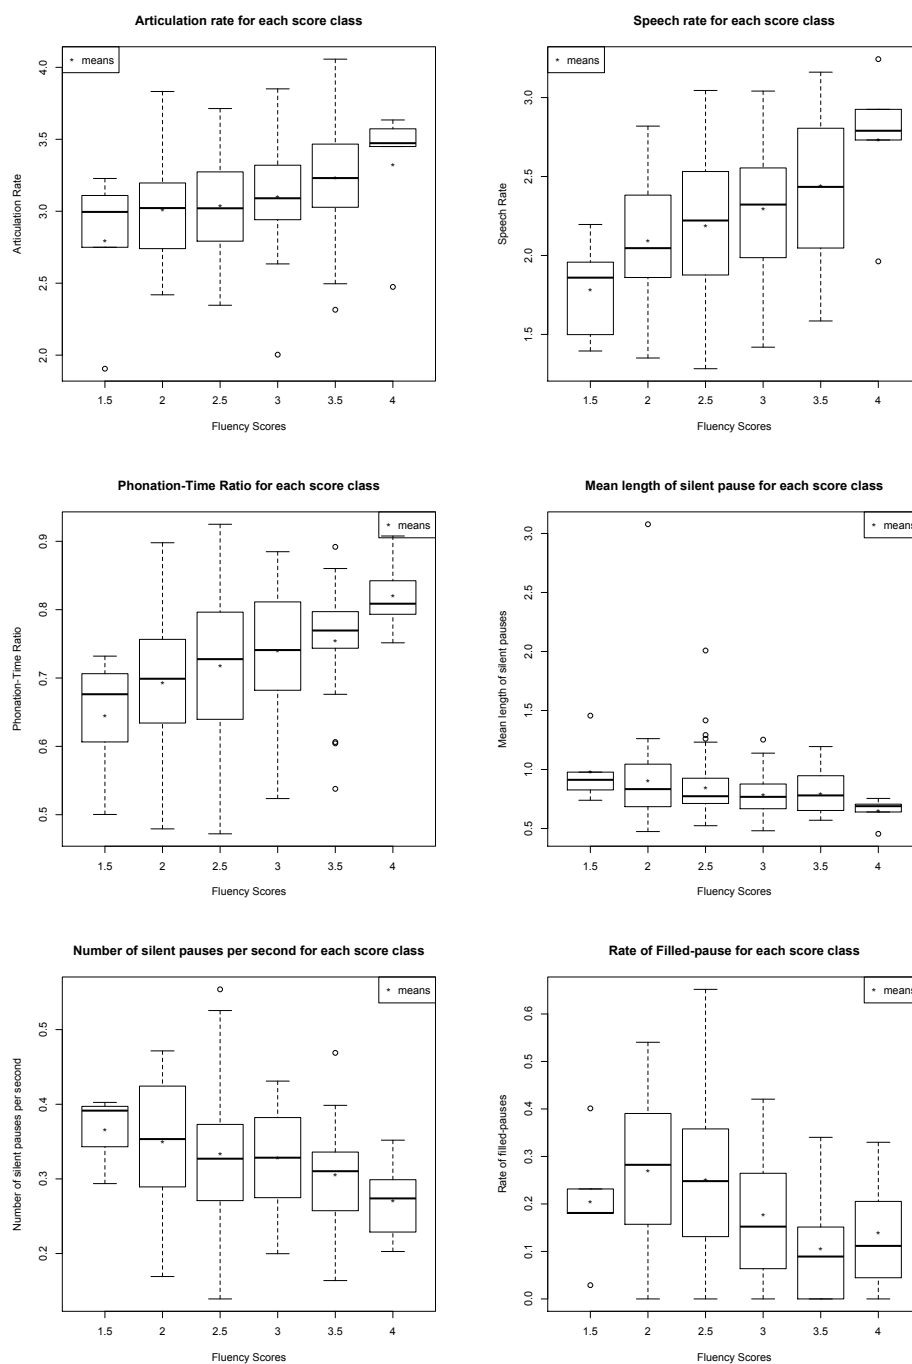 Articulation rate for each score class
* means
Articulation Rate
4.0
3.5
3.0
2.5
2.0
1.5 2 2.5 3 3.5 4
Fluency Scores
Speech rate for each score class
* means
Speech Rate
3.0
2.5
2.0
1.5
1.5 2 2.5 3 3.5 4
Fluency Scores
Phonation-Time Ratio for each score class
* means
Phonation-Time Ratio
0.9
0.8
0.7
0.6
0.5
1.5 2 2.5 3 3.5 4
Fluency Scores
Mean length of silent pause for each score class
* means
Mean length of silent pauses
3.0
2.5
2.0
1.5
1.0
0.5
1.5 2 2.5 3 3.5 4
Fluency Scores
Number of silent pauses per second for each score class
* means
Number of silent pauses per second
0.5
0.4
0.3
0.2
1.5 2 2.5 3 3.5 4
Fluency Scores
Rate of Filled-pause for each score class
* means
Rate of filled-pauses
0.6
0.5
0.4
0.3
0.2
0.1
0.0
1.5 2 2.5 3 3.5 4
Fluency Scores